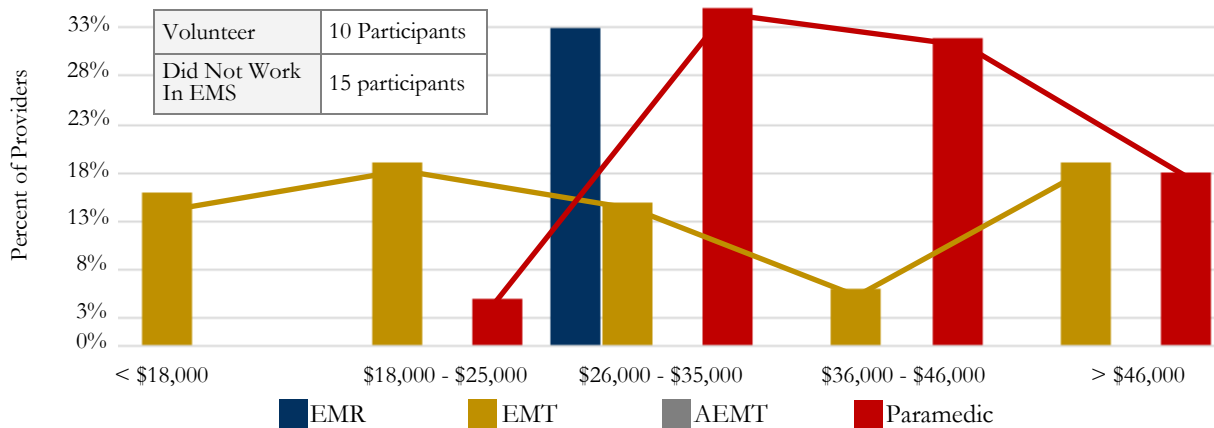 33%
28%
23%
18%
13%
8%
3%
0%
Percent of Providers
Volunteer 10 Participants
Did Not Work
In EMS 15 participants
< $18,000 $18,000 - $25,000 $26,000 - $35,000 $36,000 - $46,000 > $46,000
EMR EMT AEMT Paramedic